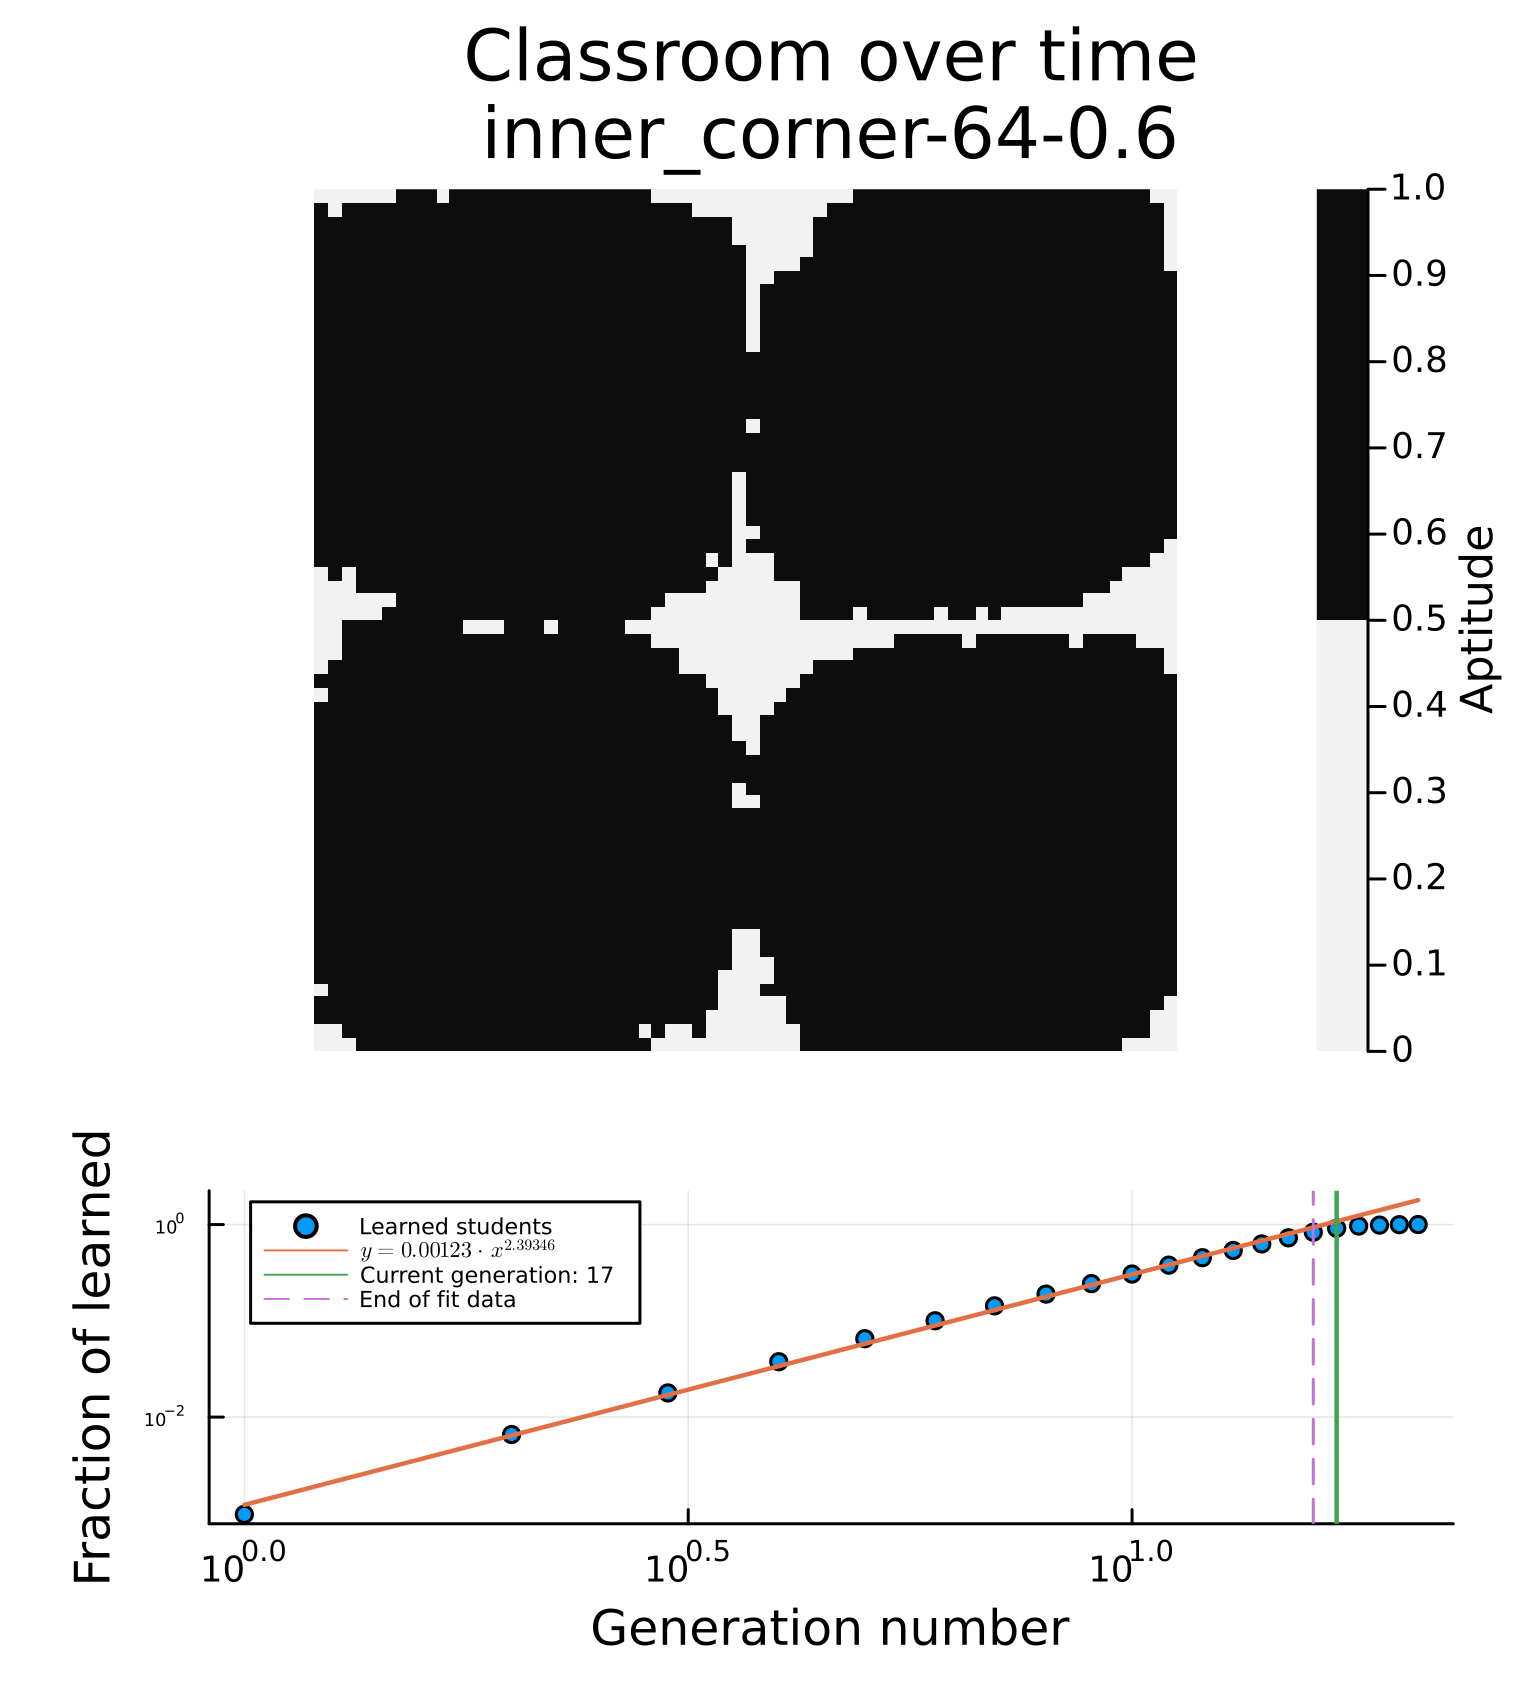 Classroom over time
inner_corner-64-0.6
1.0
0.9
0.8
0.7
0.6
0.5
0.4
0.3
0.2
0.1
0
Aptitude
Fraction of learned
10^0
10^−2
Learned students
y = 0.00123 · x^2.39346
Current generation: 17
End of fit data
10^0.0
10^0.5
10^1.0
Generation number